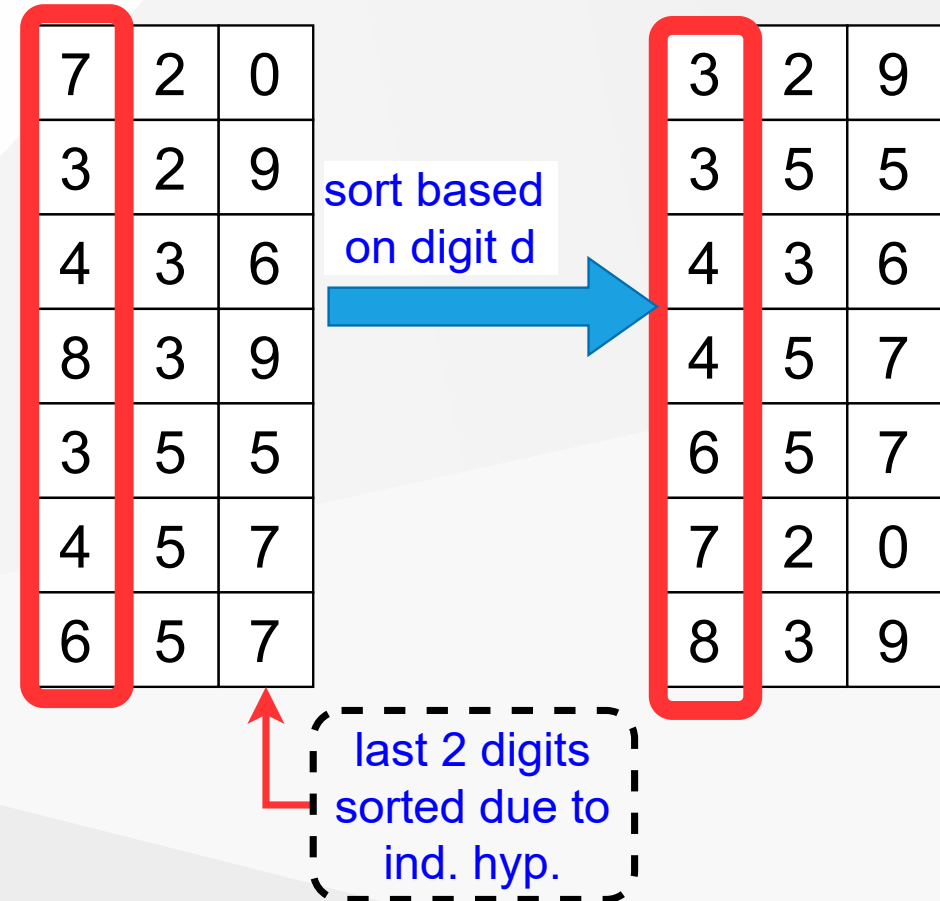 7 2 0
3 2 9
4 3 6
8 3 9
3 5 5
4 5 7
6 5 7
sort based
on digit d
3 2 9
3 5 5
4 3 6
4 5 7
6 5 7
7 2 0
8 3 9
last 2 digits
sorted due to
ind. hyp.